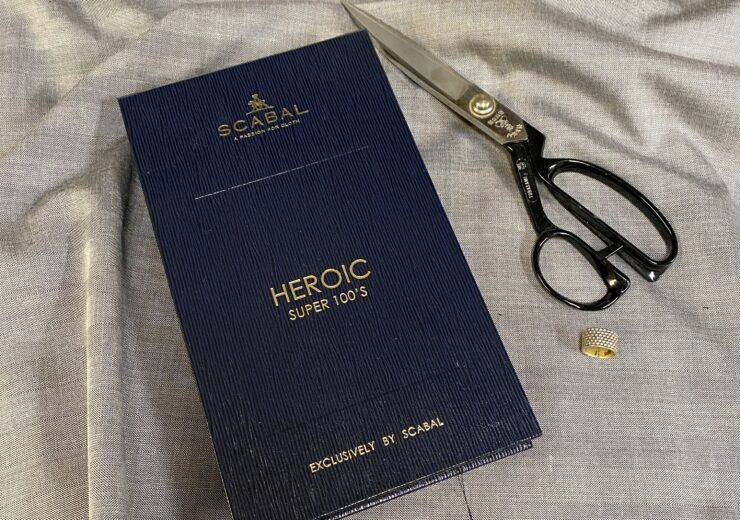 SCABAL
A PASSION FOR CLOTH
HEROIC
SUPER 100'S
EXCLUSIVELY BY SCABAL